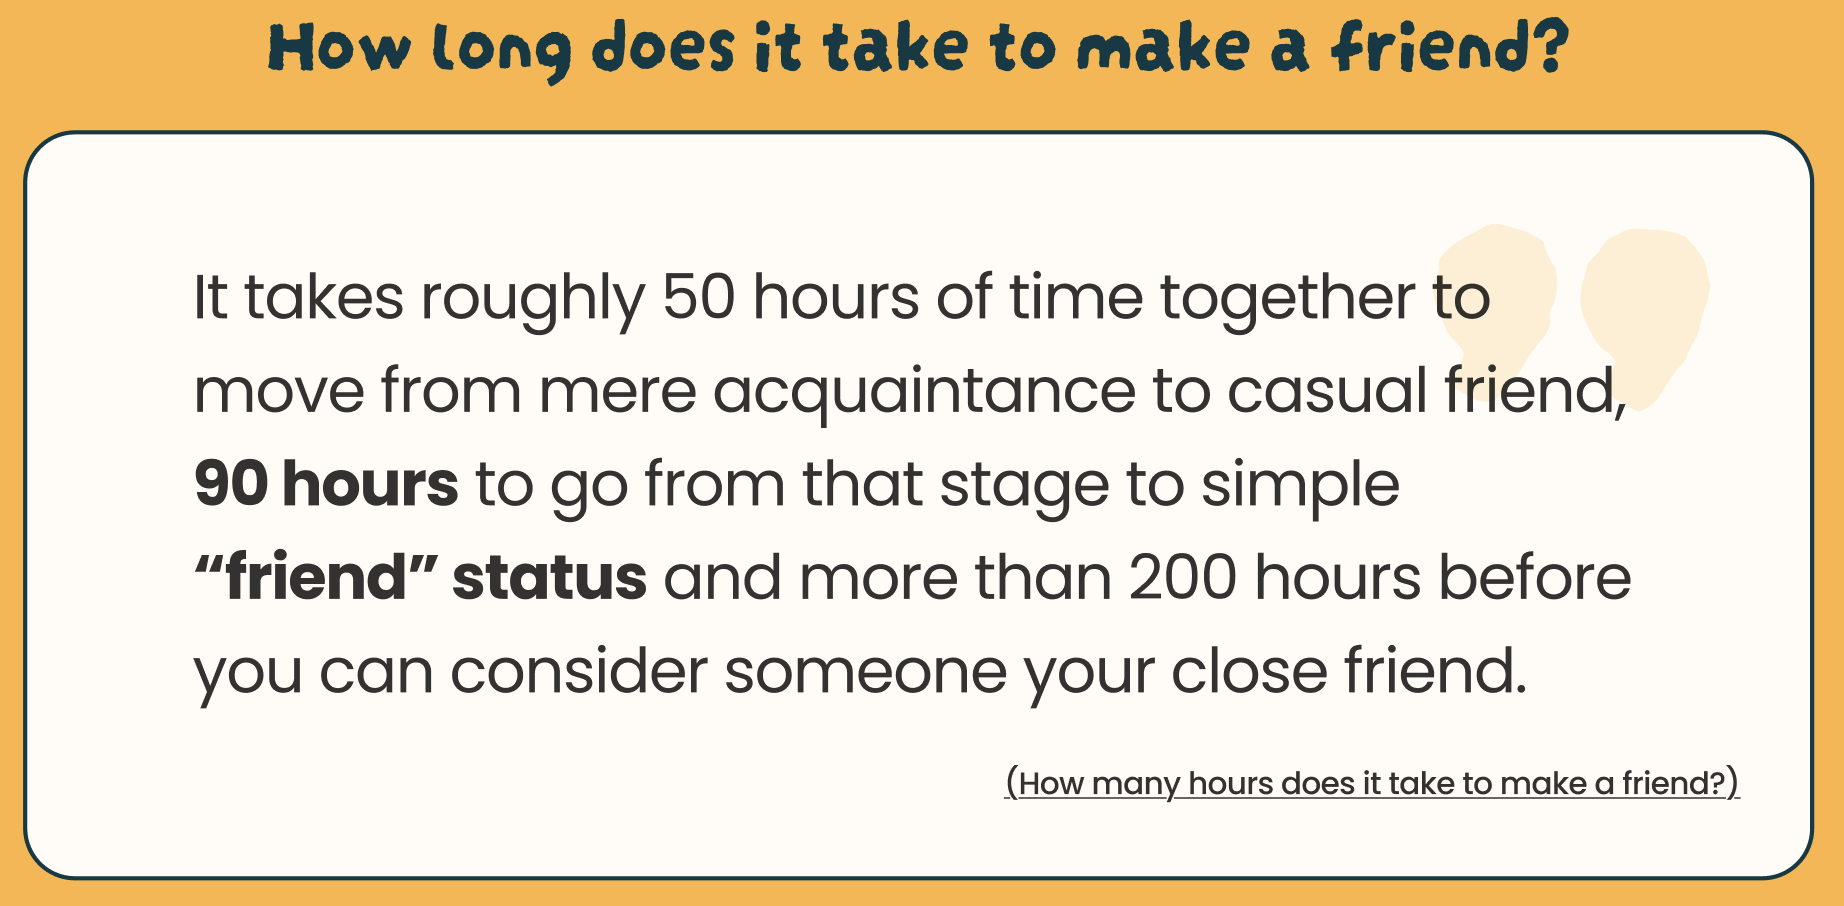 How long does it take to make a friend?
It takes roughly 50 hours of time together to
move from mere acquaintance to casual friend,
90 hours to go from that stage to simple
“friend” status and more than 200 hours before
you can consider someone your close friend.
(How many hours does it take to make a friend?)